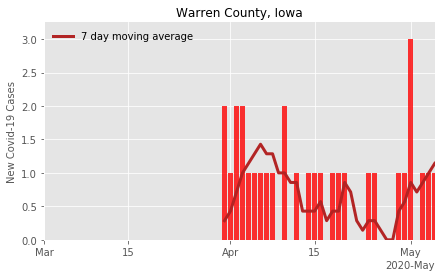 Warren County, Iowa
7 day moving average
New Covid-19 Cases
3.0
2.5
2.0
1.5
1.0
0.5
0.0
Mar 15 Apr 15 May
2020-May